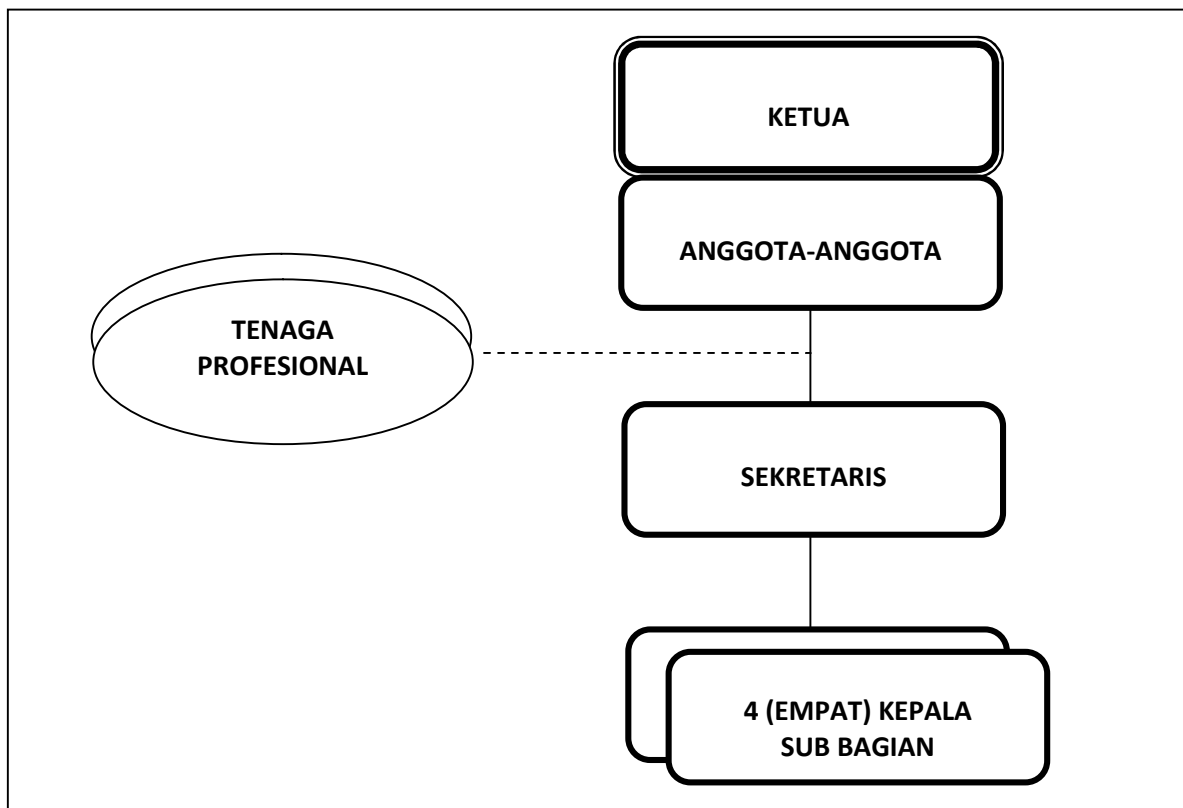 KETUA
ANGGOTA-ANGGOTA
TENAGA
PROFESIONAL
SEKRETARIS
4 (EMPAT) KEPALA
SUB BAGIAN